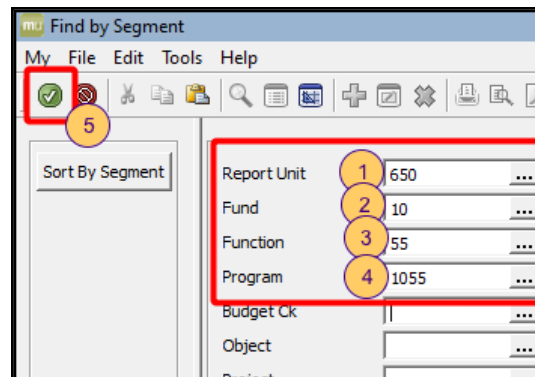 mu Find by Segment
My File Edit Tools Help
5
Sort By Segment
Report Unit 1 650 ...
Fund 2 10 ...
Function 3 55 ...
Program 4 1055 ...
Budget Ck ...
Object ...
Project